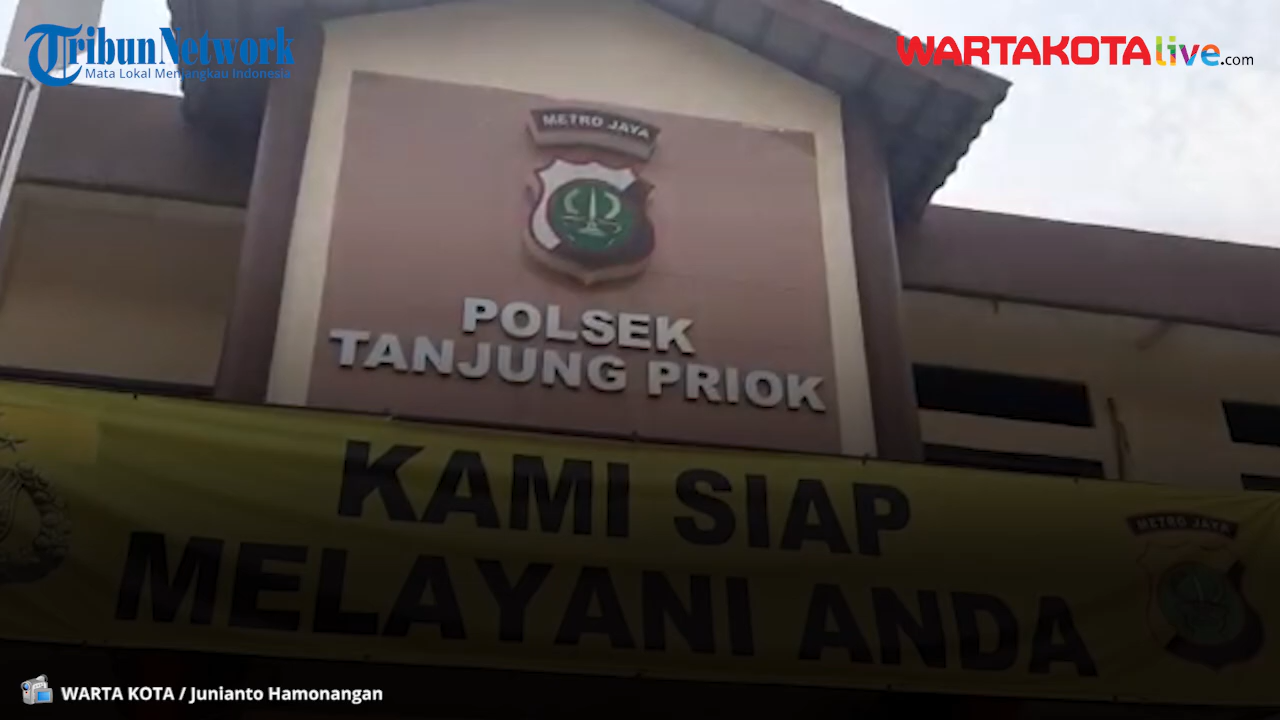 TribunNetwork
Mata Lokal Menjangkau Indonesia
WARTAKOTAlive.com
METRO JAYA
POLSEK
TANJUNG PRIOK
KAMI SIAP
MELAYANI ANDA
METRO JAYA
WARTA KOTA / Junianto Hamonangan